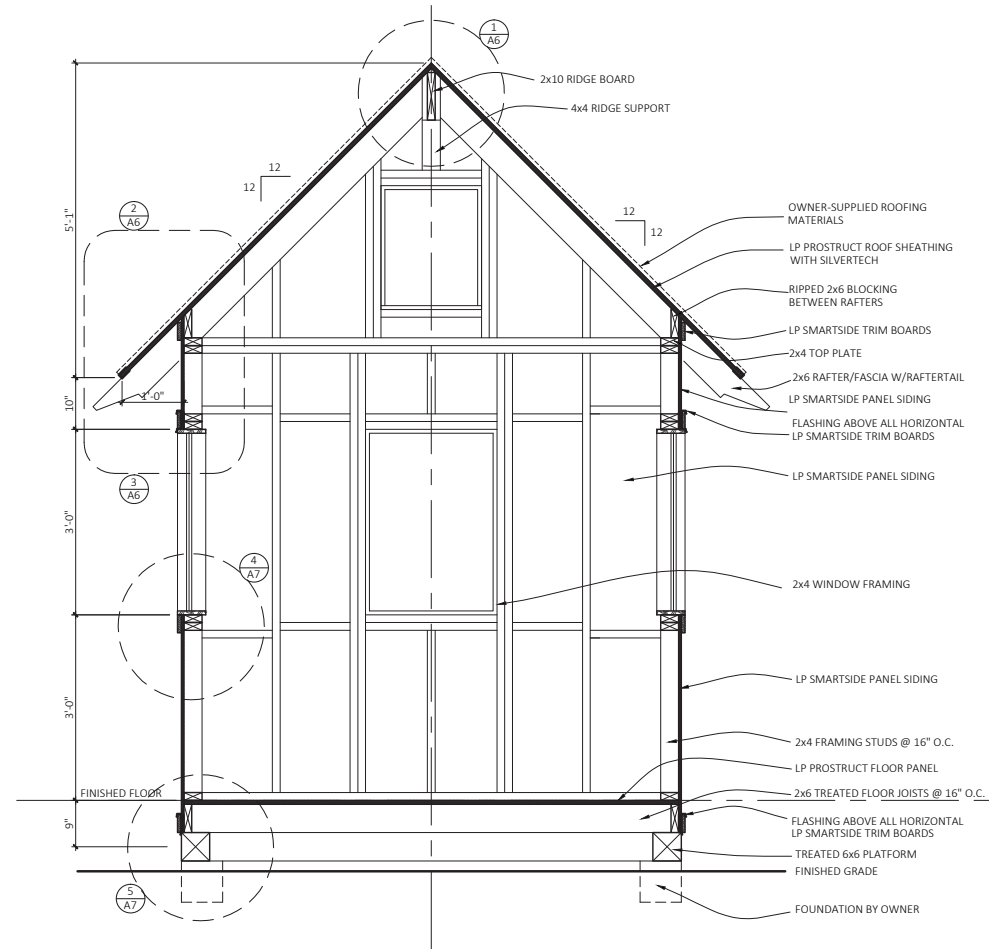 1
A6
2x10 RIDGE BOARD
4x4 RIDGE SUPPORT
12
12
12
12
5'-1"
2
A6
OWNER-SUPPLIED ROOFING
MATERIALS
LP PROSTRUCT ROOF SHEATHING
WITH SILVERTECH
RIPPED 2x6 BLOCKING
BETWEEN RAFTERS
LP SMARTSIDE TRIM BOARDS
2x4 TOP PLATE
2x6 RAFTER/FASCIA W/RAFTERTAIL
LP SMARTSIDE PANEL SIDING
10"
1'-0"
FLASHING ABOVE ALL HORIZONTAL
LP SMARTSIDE TRIM BOARDS
3
A6
LP SMARTSIDE PANEL SIDING
3'-0"
4
A7
2x4 WINDOW FRAMING
LP SMARTSIDE PANEL SIDING
3'-0"
2x4 FRAMING STUDS @ 16" O.C.
LP PROSTRUCT FLOOR PANEL
FINISHED FLOOR
2x6 TREATED FLOOR JOISTS @ 16" O.C.
9"
FLASHING ABOVE ALL HORIZONTAL
LP SMARTSIDE TRIM BOARDS
TREATED 6x6 PLATFORM
FINISHED GRADE
5
A7
FOUNDATION BY OWNER